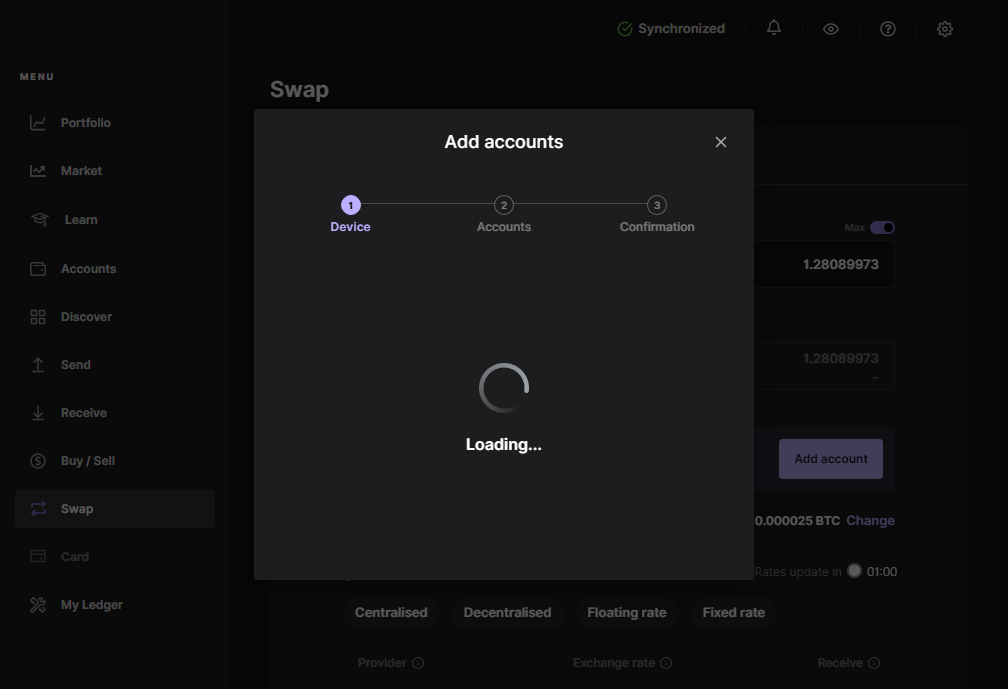 Synchronized
MENU
Swap
Portfolio
Add accounts
Market
Learn
1 2 3
Device Accounts Confirmation
Max
Accounts
1.28089973
Discover
Send
1.28089973
-
Receive
Loading...
Buy / Sell
Add account
Swap
0.000025 BTC Change
Card
Rates update in 01:00
My Ledger
Centralised Decentralised Floating rate Fixed rate
Provider Exchange rate Receive